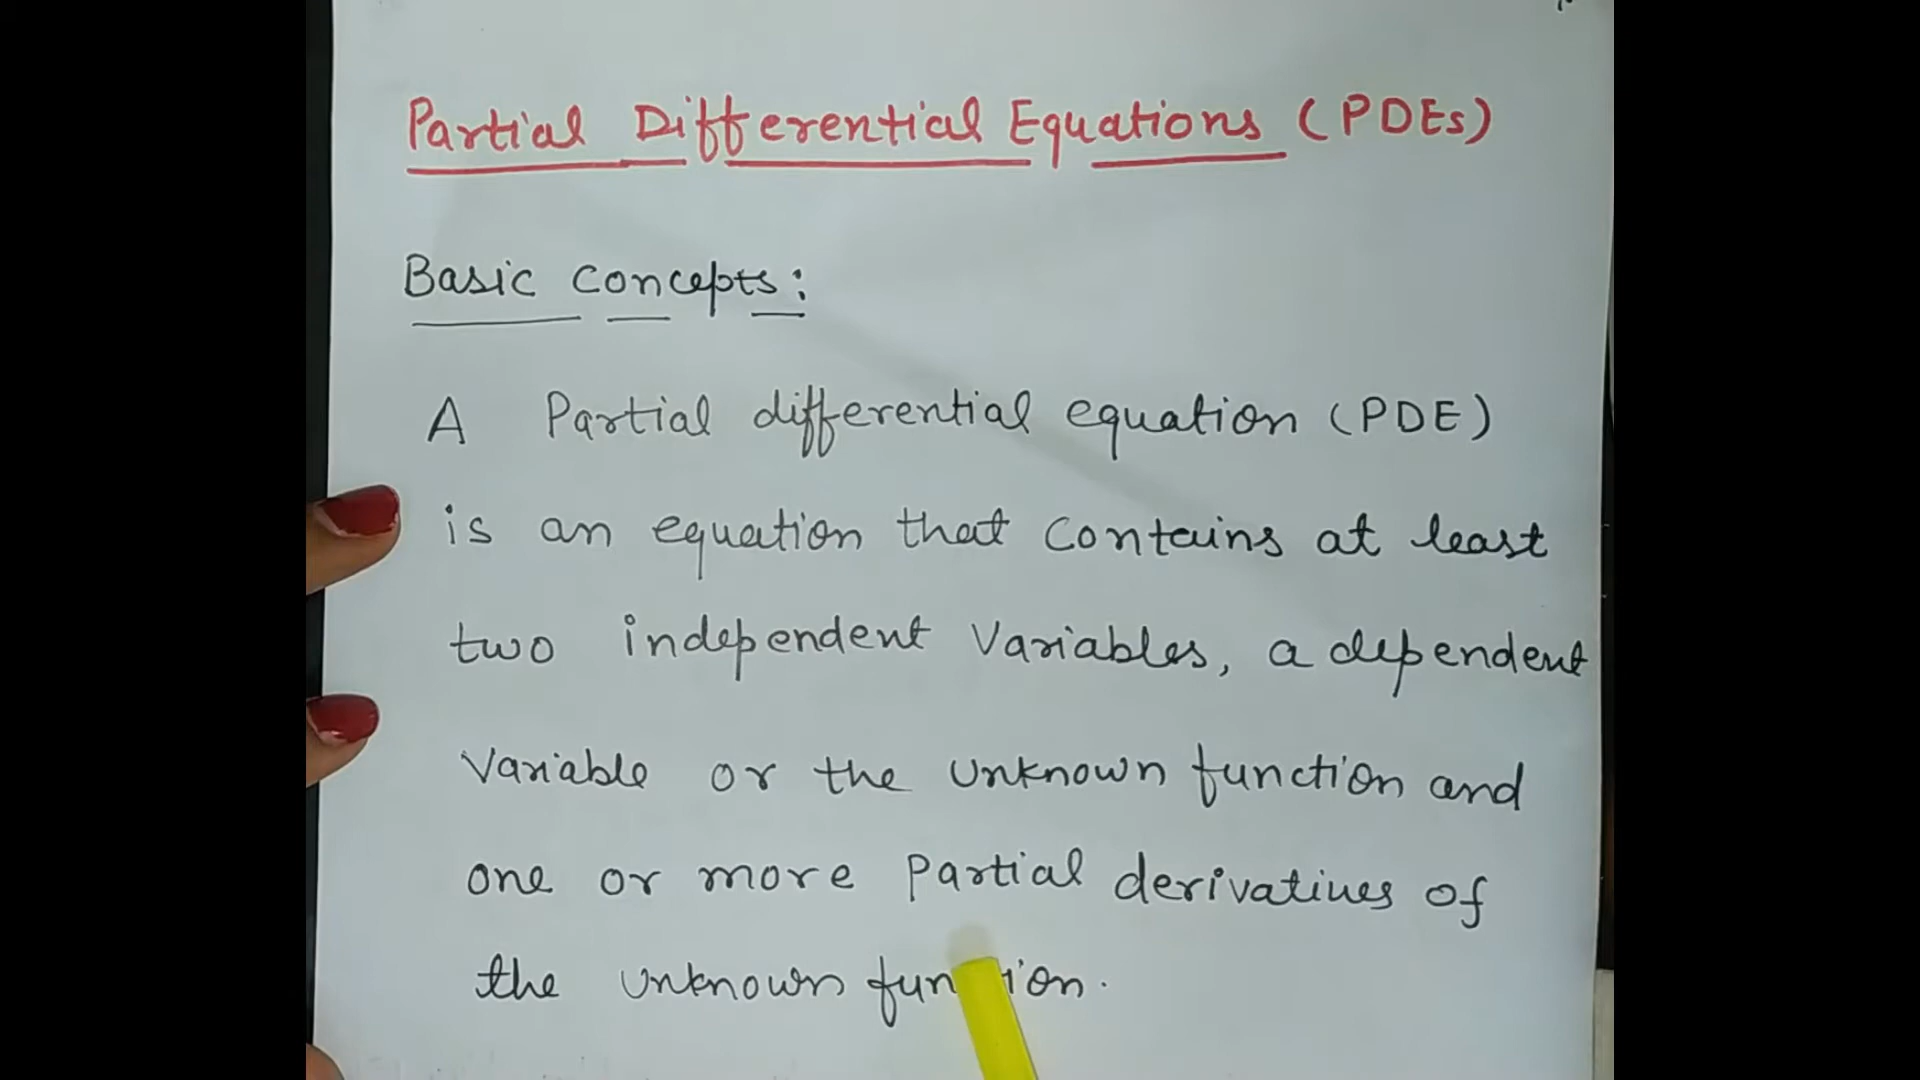 Partial Differential Equations (PDEs)
Basic Concepts:
A Partial differential equation (PDE)
is an equation that contains at least
two independent variables, a dependent
variable or the unknown function and
one or more partial derivatives of
the unknown function.